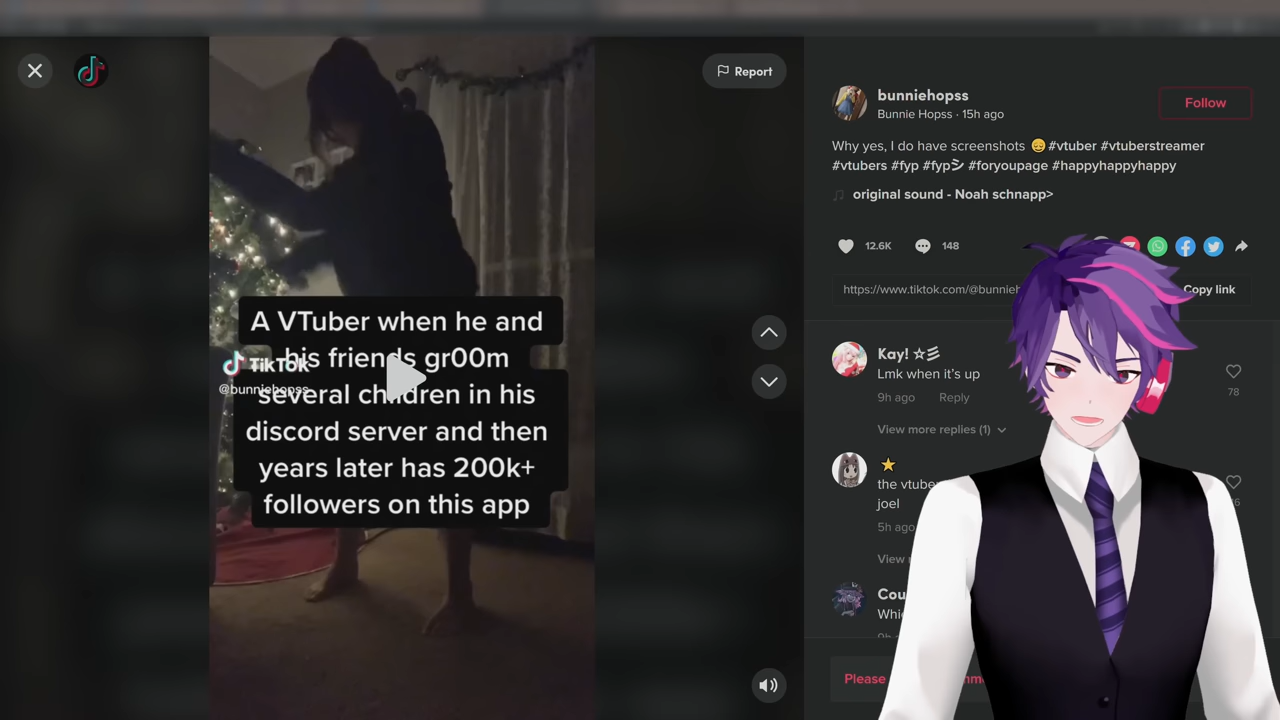 Report
A VTuber when he and
his friends gr00m
several children in his
discord server and then
years later has 200k+
followers on this app
TikTok
@bunniehopss
bunniehopss
Bunnie Hopss · 15h ago
Follow
Why yes, I do have screenshots 😌 #vtuber #vtuberstreamer
#vtubers #fyp #fypシ #foryoupage #happyhappyhappy
original sound - Noah schnapp>
12.6K
148
https://www.tiktok.com/@bunnieh
Copy link
Kay! ☆彡
Lmk when it's up
9h ago
Reply
78
View more replies (1)
⭐
the vtube
joel
5h ago
View
Cou
Whi
9h
Please